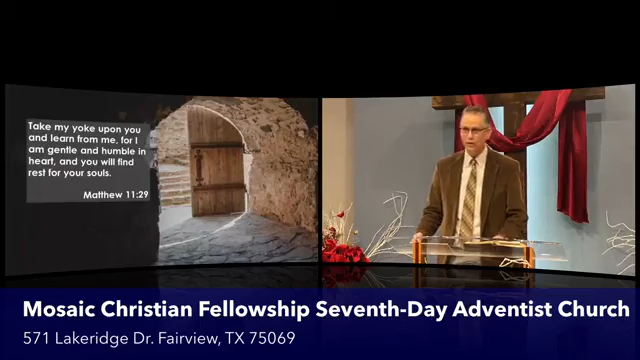 Take my yoke upon you
and learn from me, for I
am gentle and humble in
heart, and you will find
rest for your souls.
Matthew 11:29
Mosaic Christian Fellowship Seventh-Day Adventist Church
571 Lakeridge Dr. Fairview, TX 75069